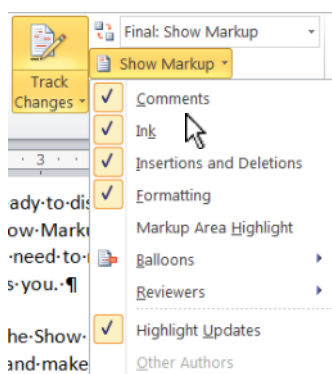 Final: Show Markup
Show Markup
Track
Changes
Comments
Ink
Insertions and Deletions
Formatting
Markup Area Highlight
Balloons
Reviewers
Highlight Updates
Other Authors
3
ady·to·dis
ow·Marku
·need·to·
s·you.·¶
he·Show·
and·make